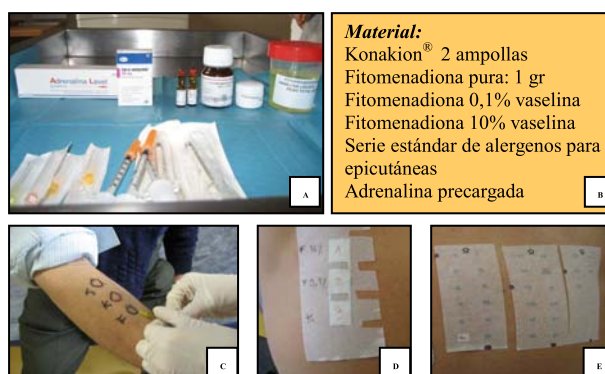 Adrenalina Level
A
Material:
Konakion® 2 ampollas
Fitomenadiona pura: 1 gr
Fitomenadiona 0,1% vaselina
Fitomenadiona 10% vaselina
Serie estándar de alergenos para
epicutáneas
Adrenalina precargada
B
C
D
E